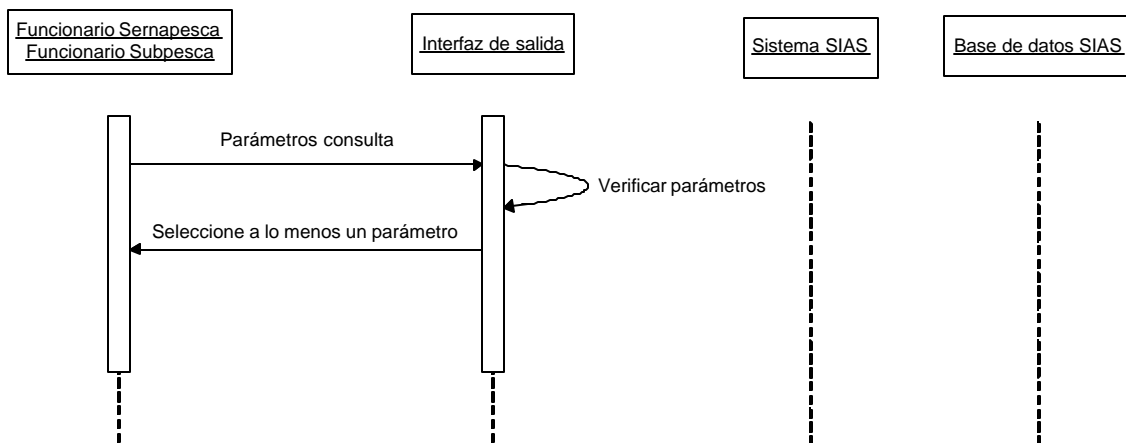 Funcionario Sernapesca
Funcionario Subpesca
Interfaz de salida
Sistema SIAS
Base de datos SIAS
Parámetros consulta
Verificar parámetros
Seleccione a lo menos un parámetro